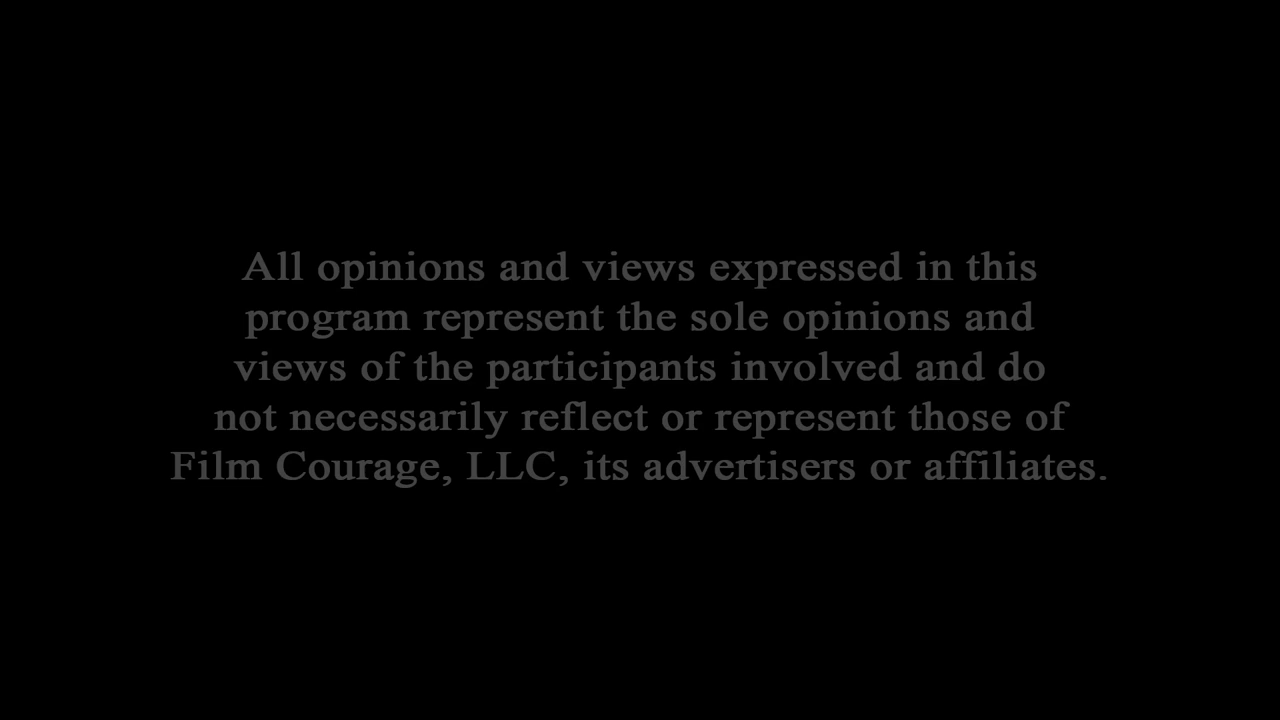 All opinions and views expressed in this
program represent the sole opinions and
views of the participants involved and do
not necessarily reflect or represent those of
Film Courage, LLC, its advertisers or affiliates.